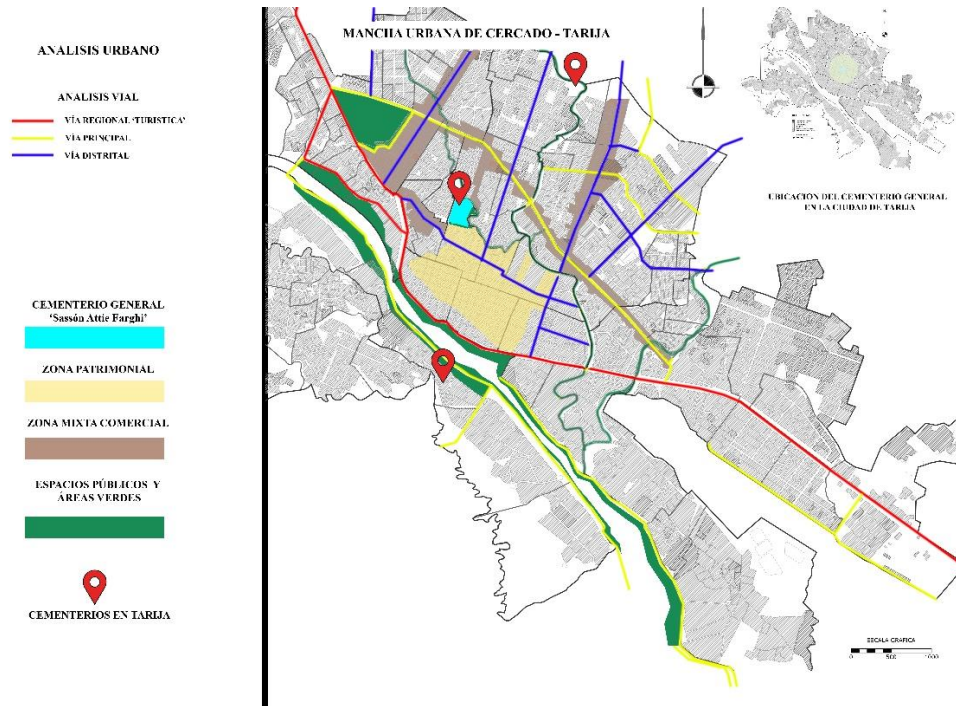 ANALISIS URBANO
ANALISIS VIAL
VÍA REGIONAL 'TURISTICA'
VÍA PRINCIPAL
VÍA DISTRITAL
CEMENTERIO GENERAL
'Sassón Attie Farghi'
ZONA PATRIMONIAL
ZONA MIXTA COMERCIAL
ESPACIOS PÚBLICOS Y
ÁREAS VERDES
CEMENTERIOS EN TARIJA
MANCHA URBANA DE CERCADO - TARIJA
UBICACIÓN DEL CEMENTERIO GENERAL
EN LA CIUDAD DE TARIJA
ESCALA GRAFICA
0 500 1000